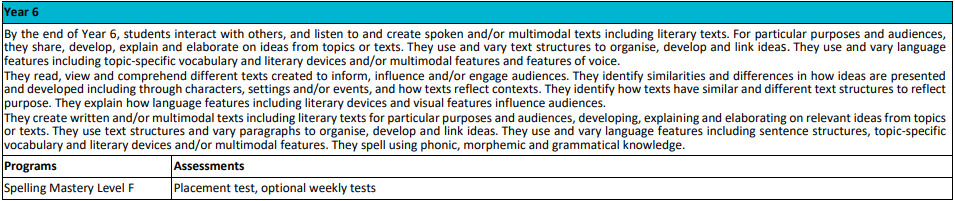 Year 6
By the end of Year 6, students interact with others, and listen to and create spoken and/or multimodal texts including literary texts. For particular purposes and audiences,
they share, develop, explain and elaborate on ideas from topics or texts. They use and vary text structures to organise, develop and link ideas. They use and vary language
features including topic-specific vocabulary and literary devices and/or multimodal features and features of voice.
They read, view and comprehend different texts created to inform, influence and/or engage audiences. They identify similarities and differences in how ideas are presented
and developed including through characters, settings and/or events, and how texts reflect contexts. They identify how texts have similar and different text structures to reflect
purpose. They explain how language features including literary devices and visual features influence audiences.
They create written and/or multimodal texts including literary texts for particular purposes and audiences, developing, explaining and elaborating on relevant ideas from topics
or texts. They use text structures and vary paragraphs to organise, develop and link ideas. They use and vary language features including sentence structures, topic-specific
vocabulary and literary devices and/or multimodal features. They spell using phonic, morphemic and grammatical knowledge.
Programs Assessments
Spelling Mastery Level F Placement test, optional weekly tests